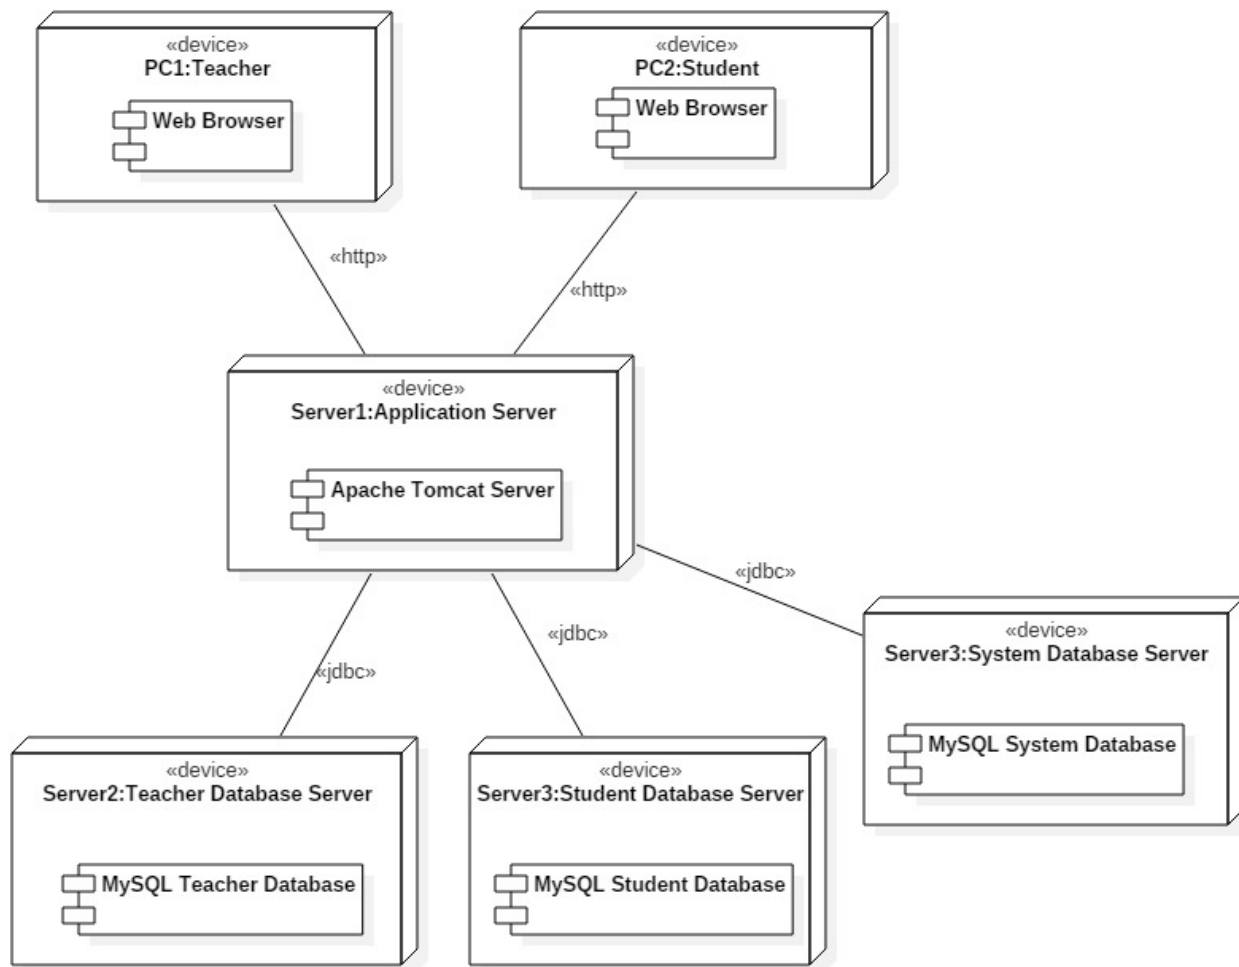 «device»
PC1:Teacher
Web Browser
«device»
PC2:Student
Web Browser
«http»
«http»
«device»
Server1:Application Server
Apache Tomcat Server
«jdbc»
«jdbc»
«jdbc»
«device»
Server3:System Database Server
MySQL System Database
«device»
Server2:Teacher Database Server
MySQL Teacher Database
«device»
Server3:Student Database Server
MySQL Student Database